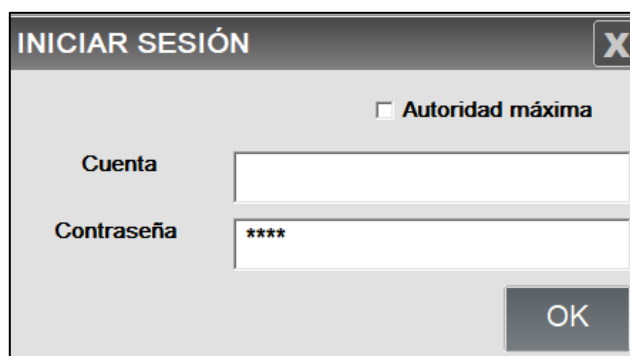 INICIAR SESIÓN X
Autoridad máxima
Cuenta
Contraseña ****
OK